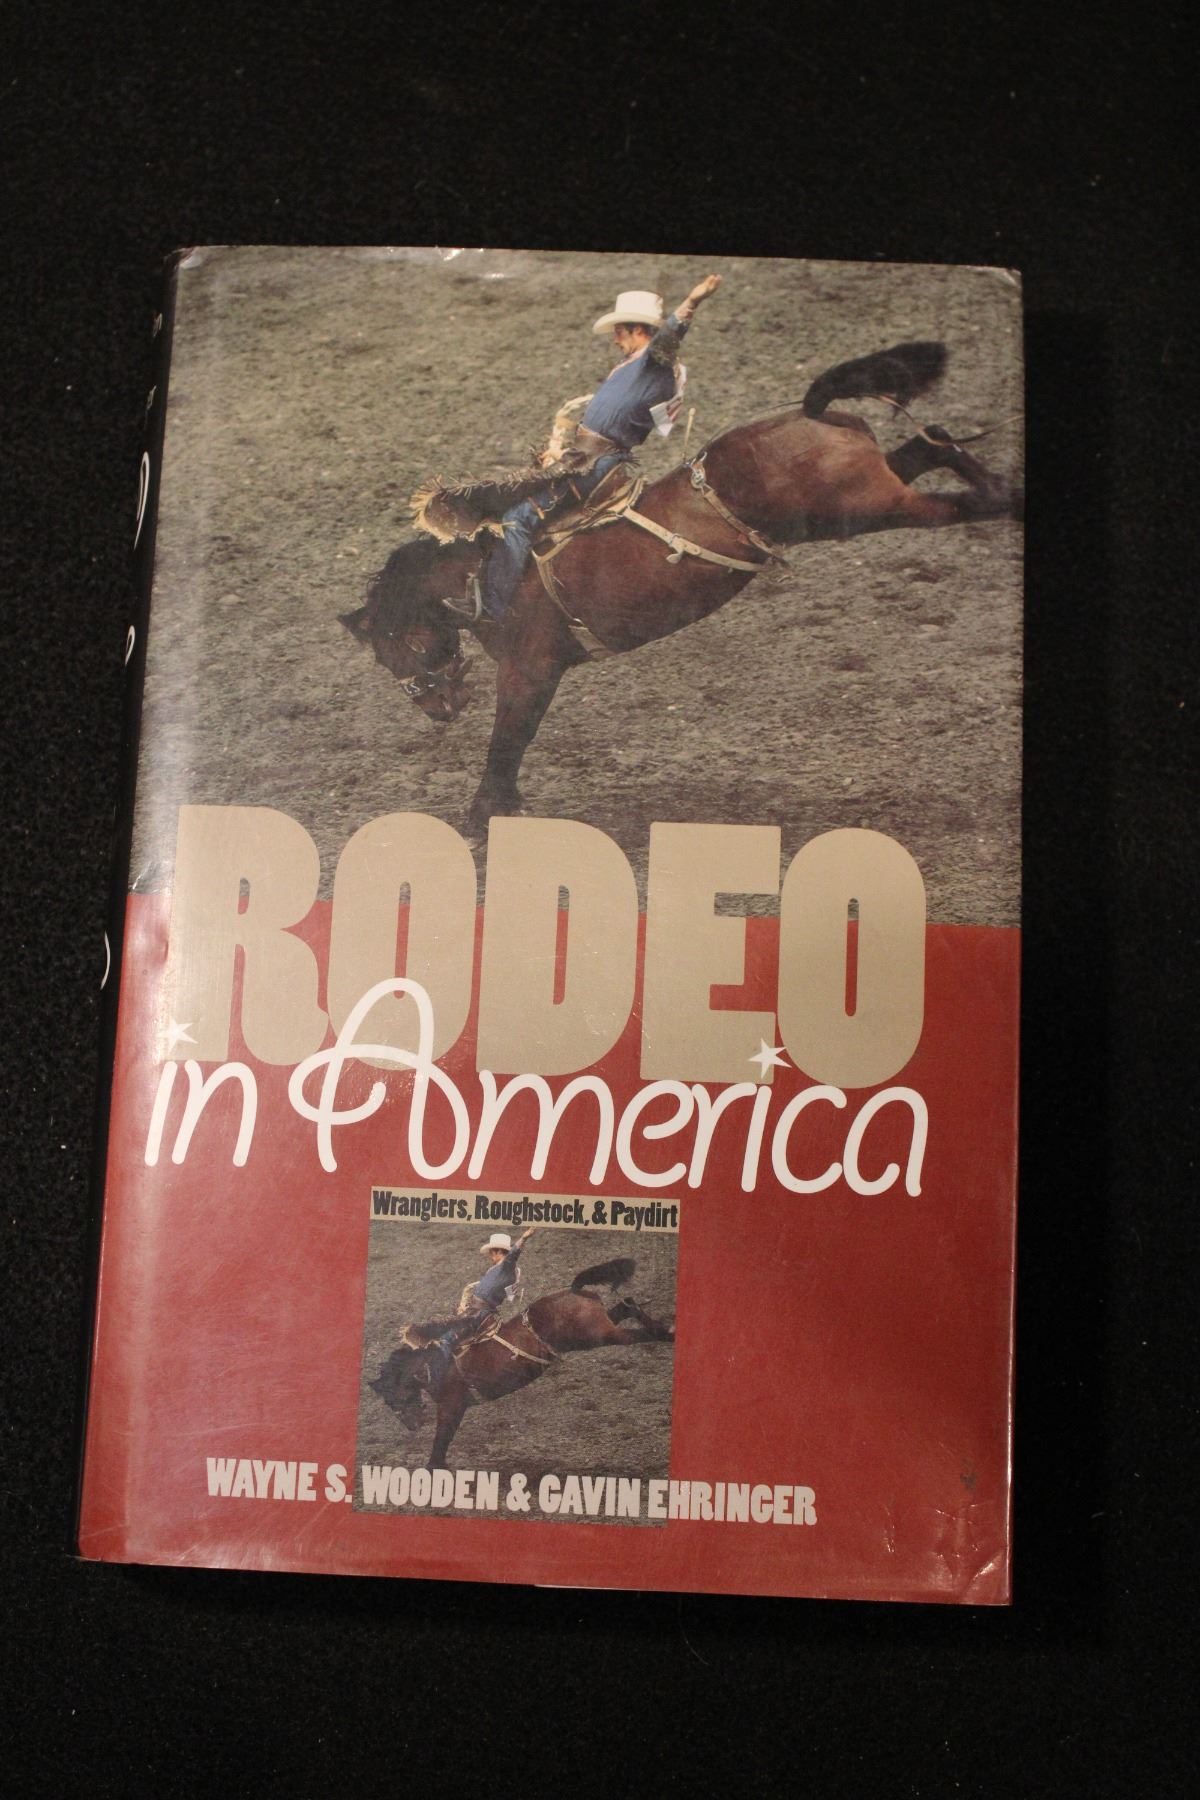 RODEO
in America
Wranglers, Roughstock, & Paydirt
WAYNE S. WOODEN & GAVIN EHRINGER